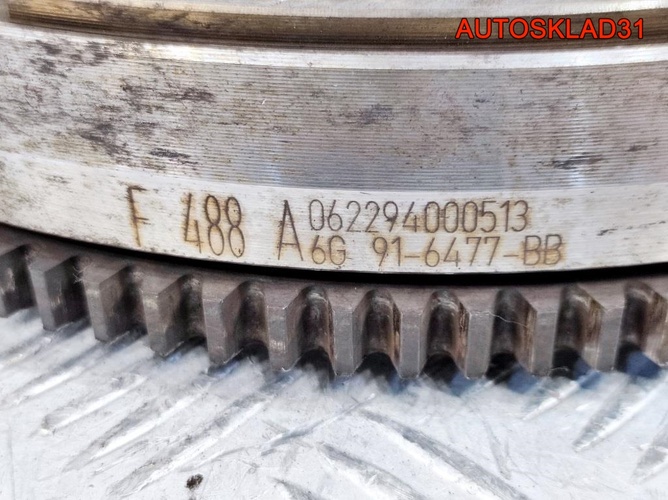 AUTOSKLAD31
F 488 A 062294000513
6G 91-6477-BB